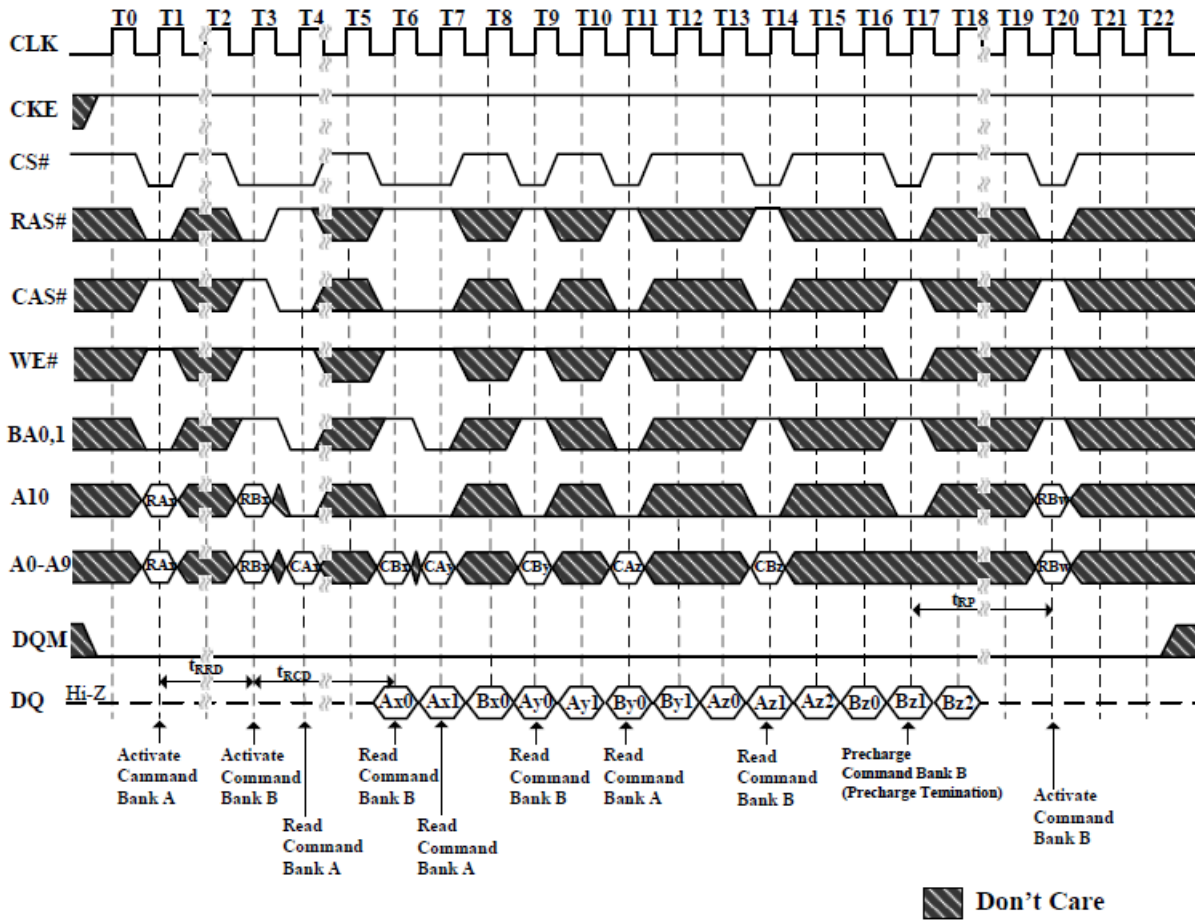 T0 T1 T2 T3 T4 T5 T6 T7 T8 T9 T10 T11 T12 T13 T14 T15 T16 T17 T18 T19 T20 T21 T22
CLK
CKE
CS#
RAS#
CAS#
WE#
BA0,1
A10 RAx RBx RBw
A0-A9 RAx RBx CAx CBx CAy CBy CAz CBz RBw
tRP
DQM
tRRD tRCD
DQ Hi-Z Ax0 Ax1 Bx0 Ay0 Ay1 By0 By1 Az0 Az1 Az2 Bz0 Bz1 Bz2
Activate
Cammand
Bank A
Activate
Command
Bank B
Read
Command
Bank A
Read
Command
Bank B
Read
Command
Bank A
Read
Command
Bank B
Read
Command
Bank A
Read
Command
Bank B
Precharge
Command Bank B
(Precharge Temination)
Activate
Command
Bank B
Don't Care